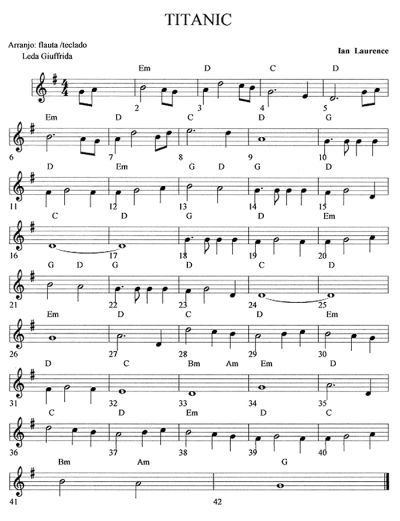 TITANIC
Arranjo: flauta /teclado
Leda Giuffrida
Ian Laurence
Em D C D
1 2 3 4 5
Em D C D G
6 7 8 9 10
D Em G D G
11 12 13 14 15
C D G
16 17 18 19 20
G D G D C
21 22 23 24 25
Em D Em D
26 27 28 29 30
D C Bm Am Em D
31 32 33 34 35
C D Em D C
36 37 38 39 40
Bm Am G
41 42